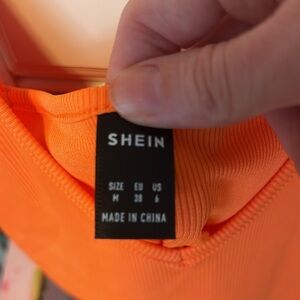 SHEIN
SIZE EU US
M 38 6
MADE IN CHINA